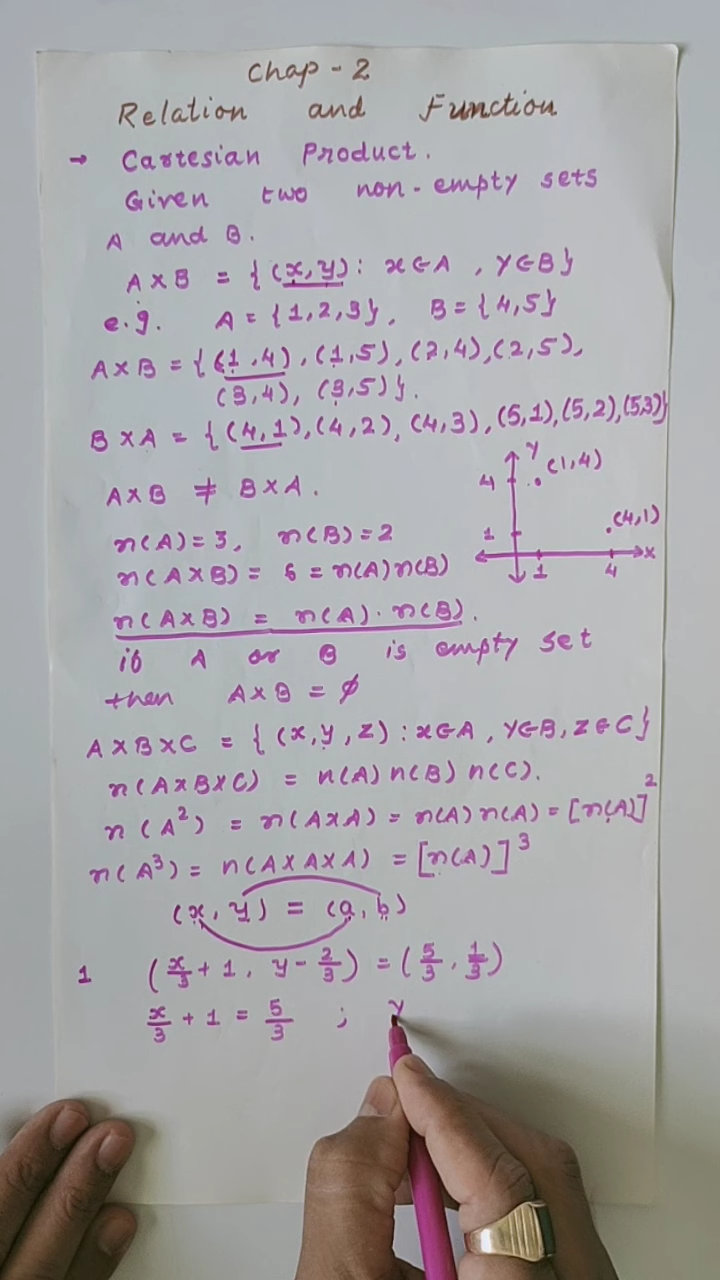 Chap - 2
Relation and Function
→ Cartesian Product.
Given two non-empty sets
A and B.
A×B = {(x,y): x∈A, y∈B}
e.g. A = {1,2,3}, B = {4,5}
A×B = {(1,4), (1,5), (2,4), (2,5),
(3,4), (3,5)}.
B×A = {(4,1), (4,2), (4,3), (5,1), (5,2), (5,3)}
A×B ≠ B×A.
n(A)=3, n(B)=2
n(A×B) = 6 = n(A)n(B)
n(A×B) = n(A)·n(B).
y
4 (1,4)
1 (4,1)
1 4 x
if A or B is empty set
then A×B = ϕ
A×B×C = {(x,y,z): x∈A, y∈B, z∈C}
n(A×B×C) = n(A)n(B)n(C).
n(A²) = n(A×A) = n(A)n(A) = [n(A)]²
n(A³) = n(A×A×A) = [n(A)]³
(x,y) = (a,b)
1 (x/3 + 1, y - 2/3) = (5/3, 1/3)
x/3 + 1 = 5/3 ; y